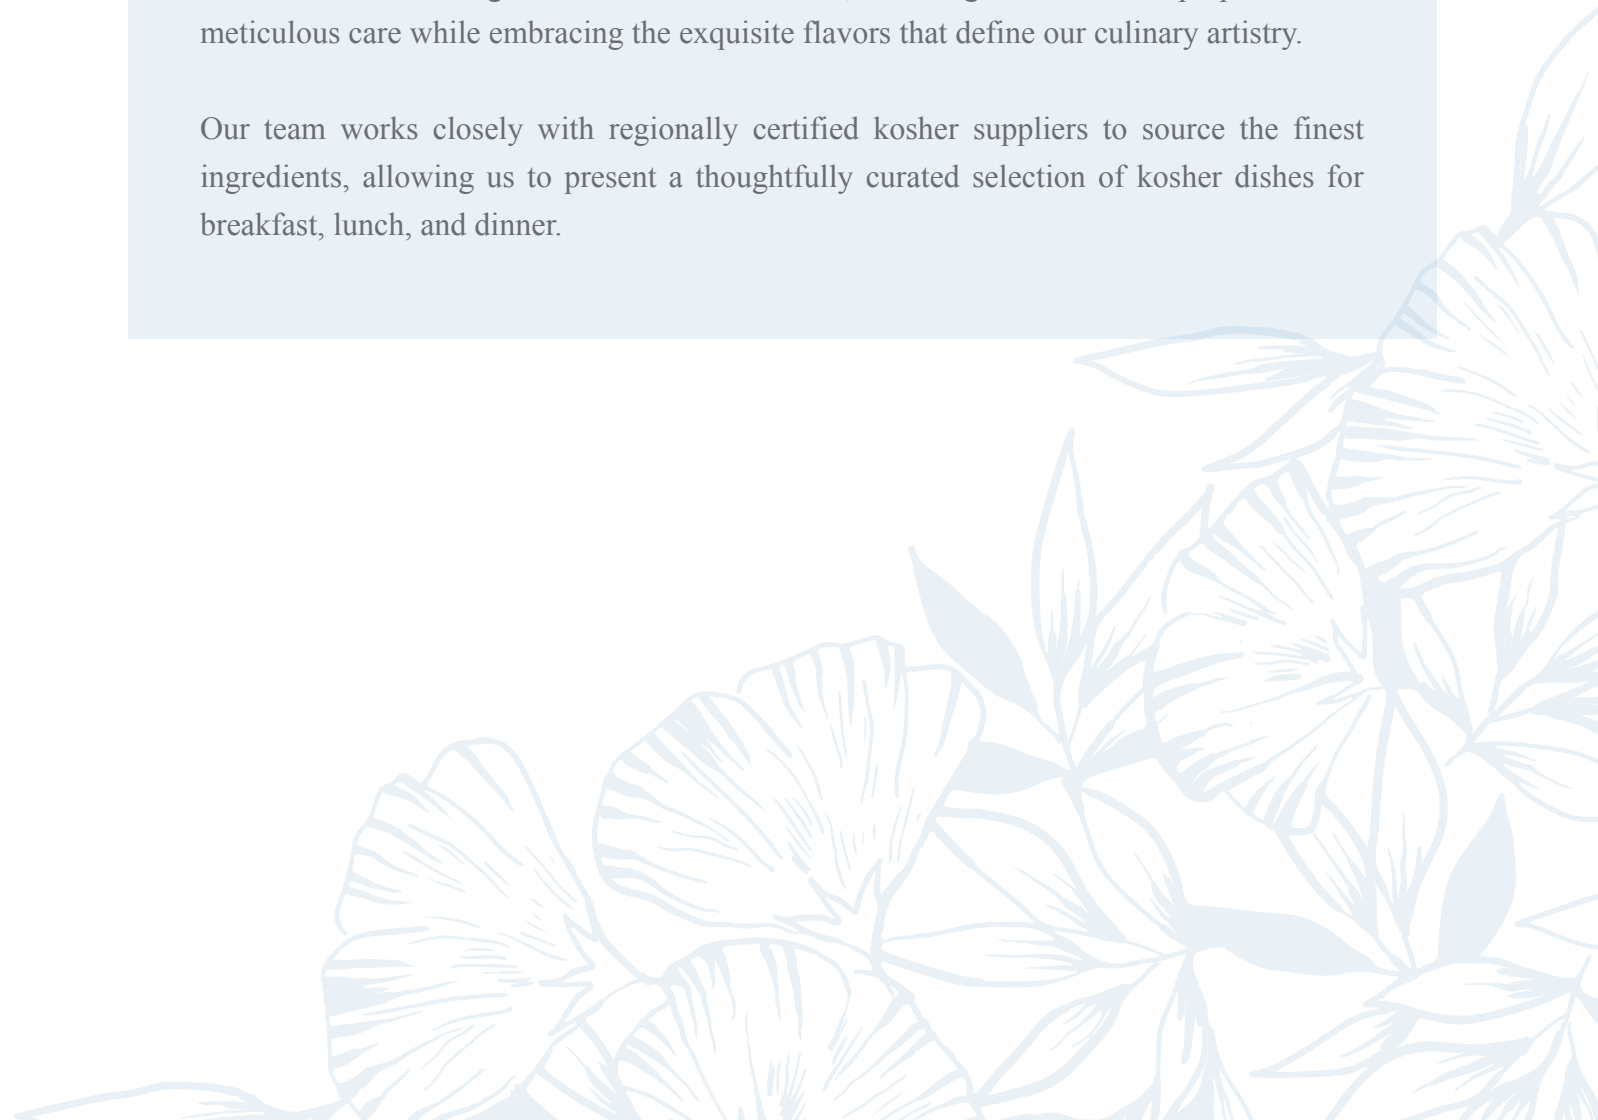 meticulous care while embracing the exquisite flavors that define our culinary artistry.
Our team works closely with regionally certified kosher suppliers to source the finest
ingredients, allowing us to present a thoughtfully curated selection of kosher dishes for
breakfast, lunch, and dinner.